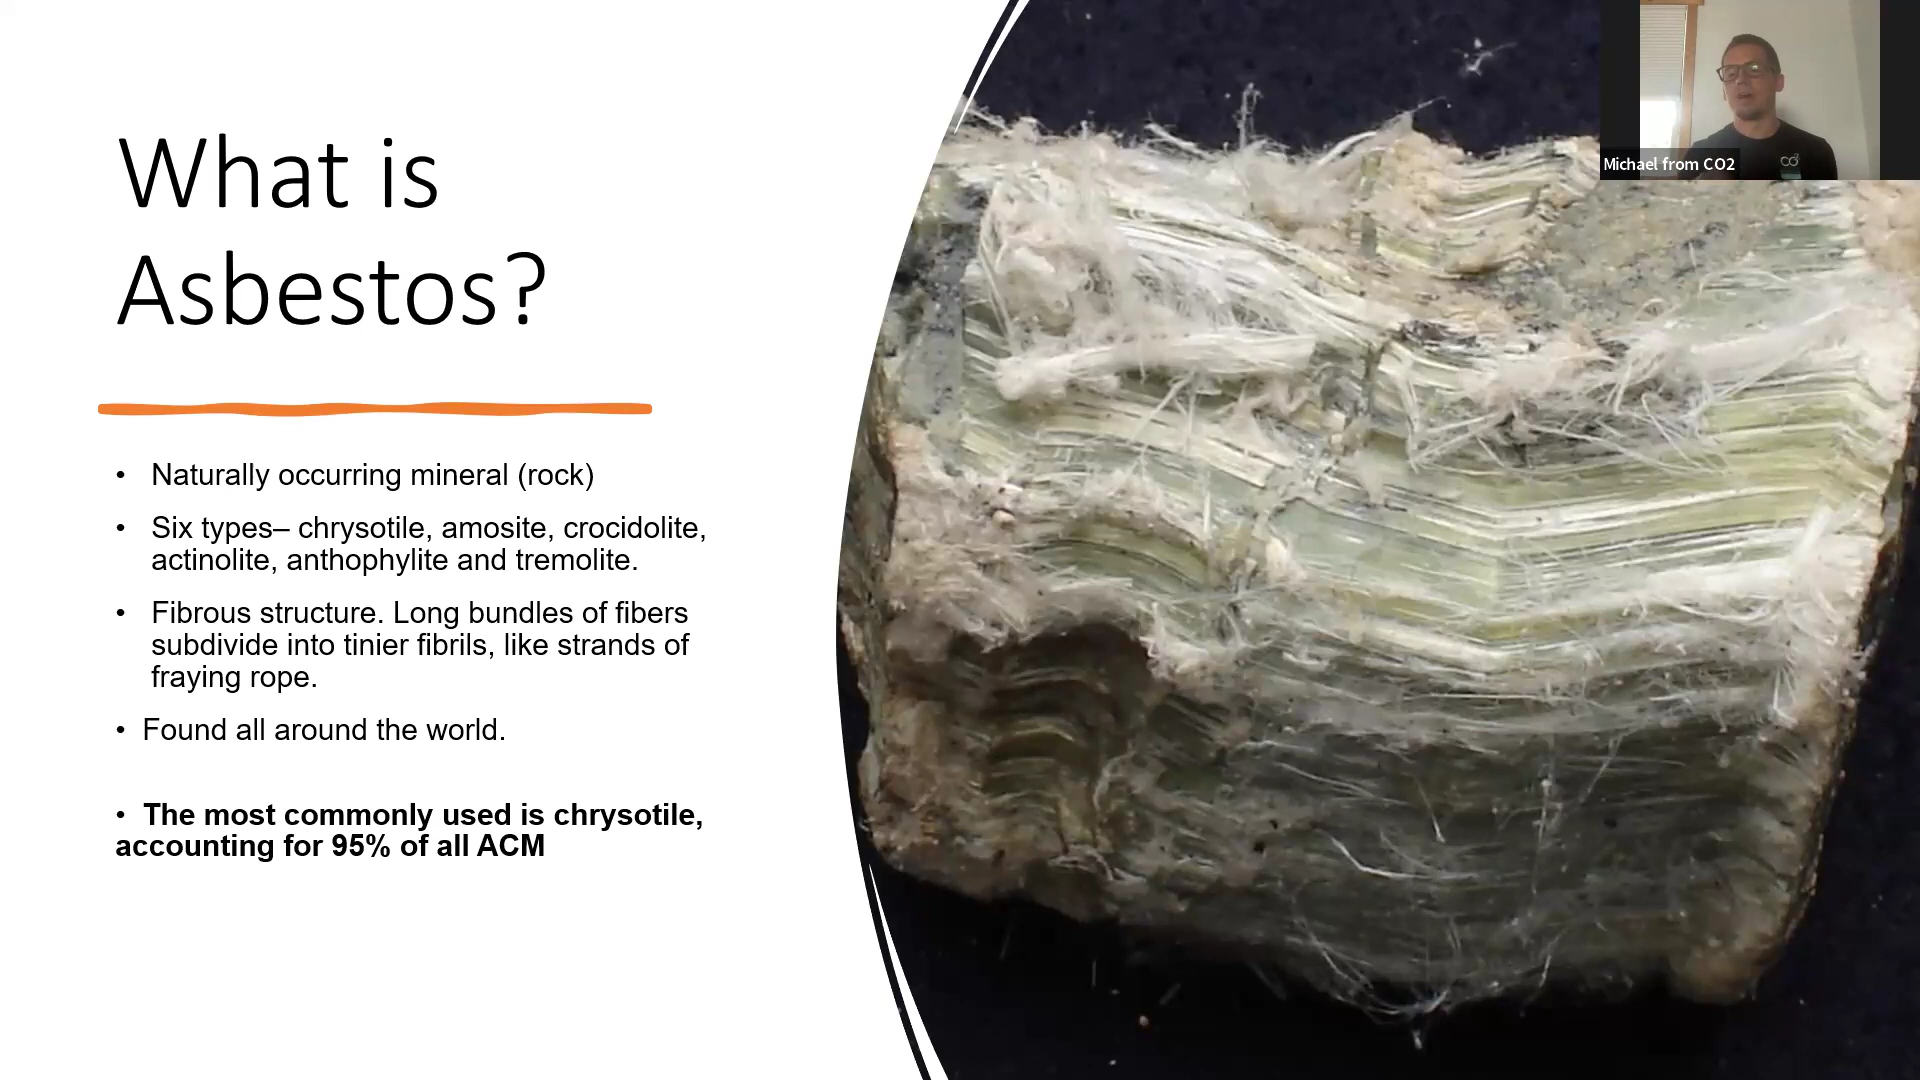 What is
Asbestos?
• Naturally occurring mineral (rock)
• Six types– chrysotile, amosite, crocidolite,
actinolite, anthophylite and tremolite.
• Fibrous structure. Long bundles of fibers
subdivide into tinier fibrils, like strands of
fraying rope.
• Found all around the world.
• The most commonly used is chrysotile,
accounting for 95% of all ACM
Michael from CO2